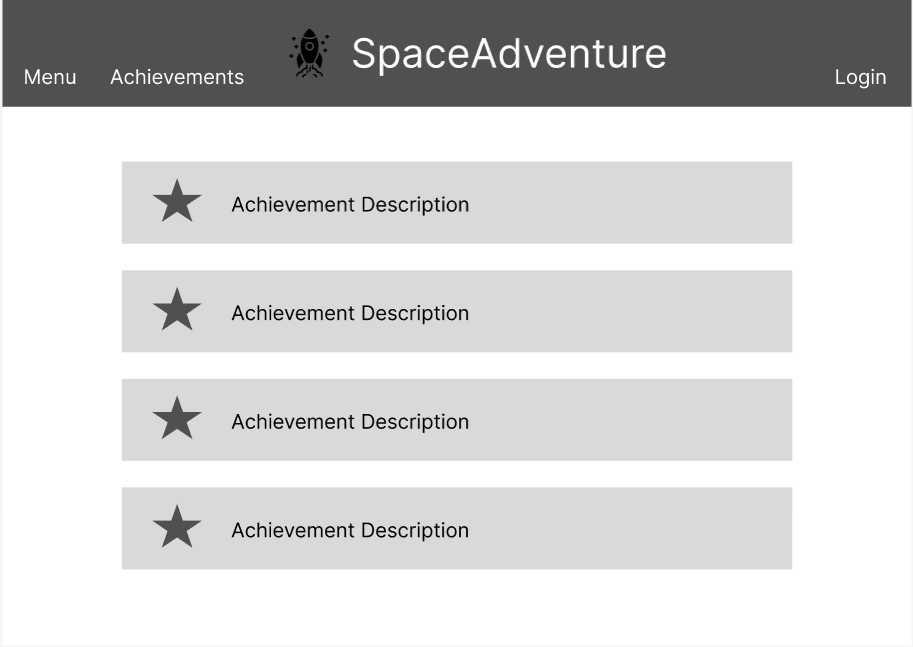 SpaceAdventure
Menu Achievements Login
Achievement Description
Achievement Description
Achievement Description
Achievement Description